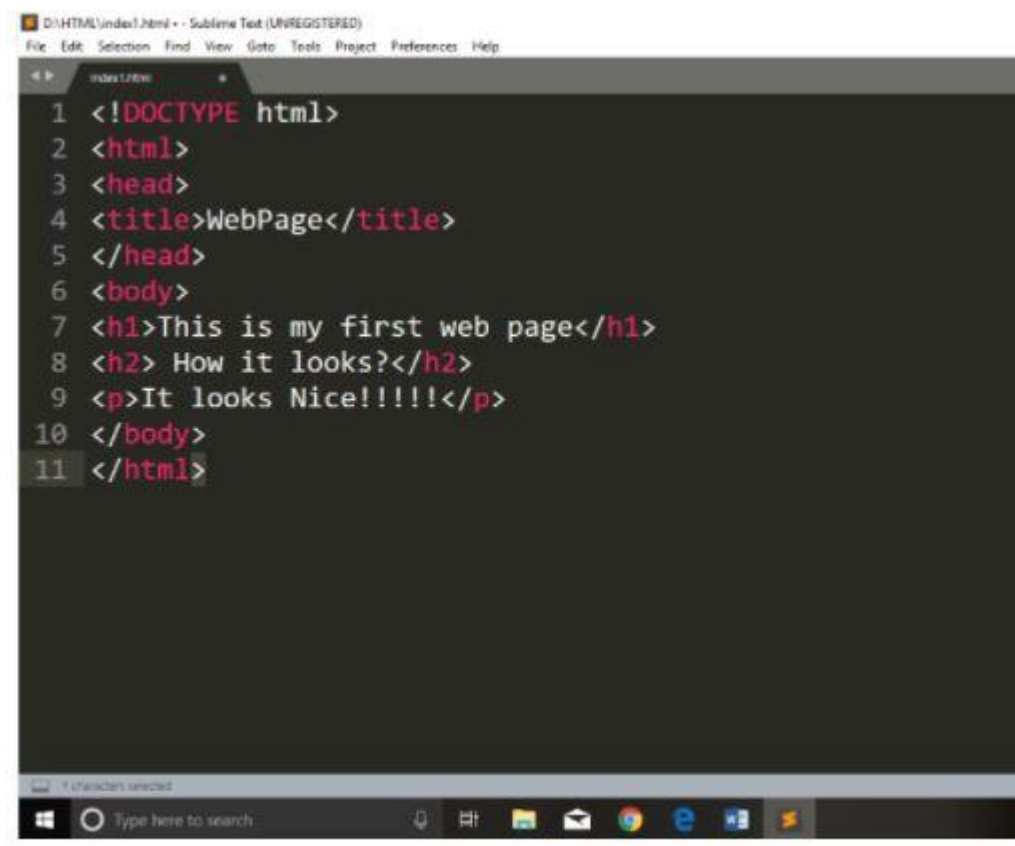 D:\HTML\index1.html • - Sublime Text (UNREGISTERED)
File Edit Selection Find View Goto Tools Project Preferences Help
index1.html
1 <!DOCTYPE html>
2 <html>
3 <head>
4 <title>WebPage</title>
5 </head>
6 <body>
7 <h1>This is my first web page</h1>
8 <h2> How it looks?</h2>
9 <p>It looks Nice!!!!!</p>
10 </body>
11 </html>
1 characters selected
Type here to search